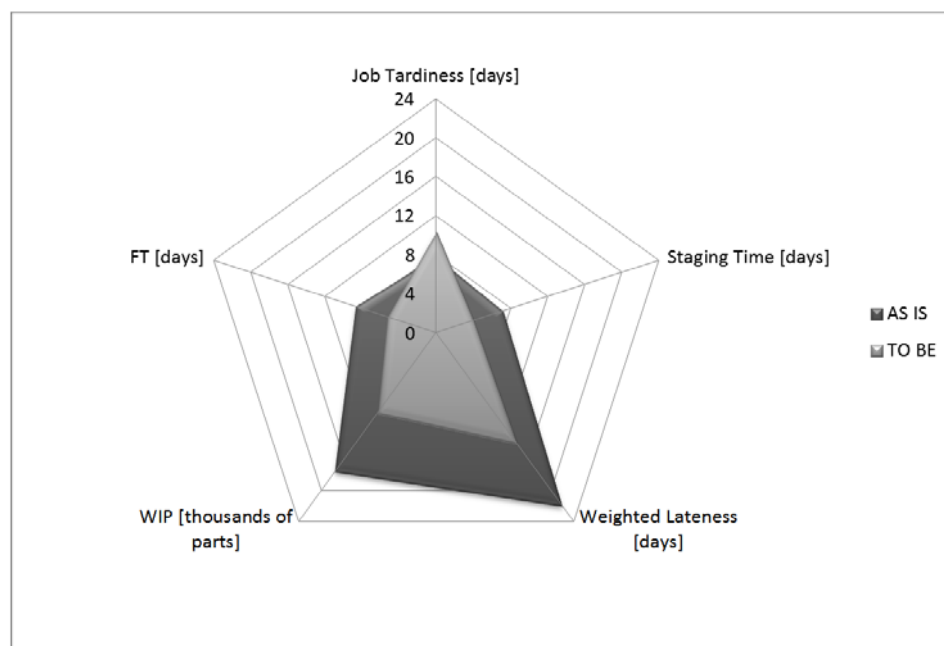 Job Tardiness [days]
24
20
16
12
8
4
0
FT [days]
Staging Time [days]
AS IS
TO BE
WIP [thousands of
parts]
Weighted Lateness
[days]